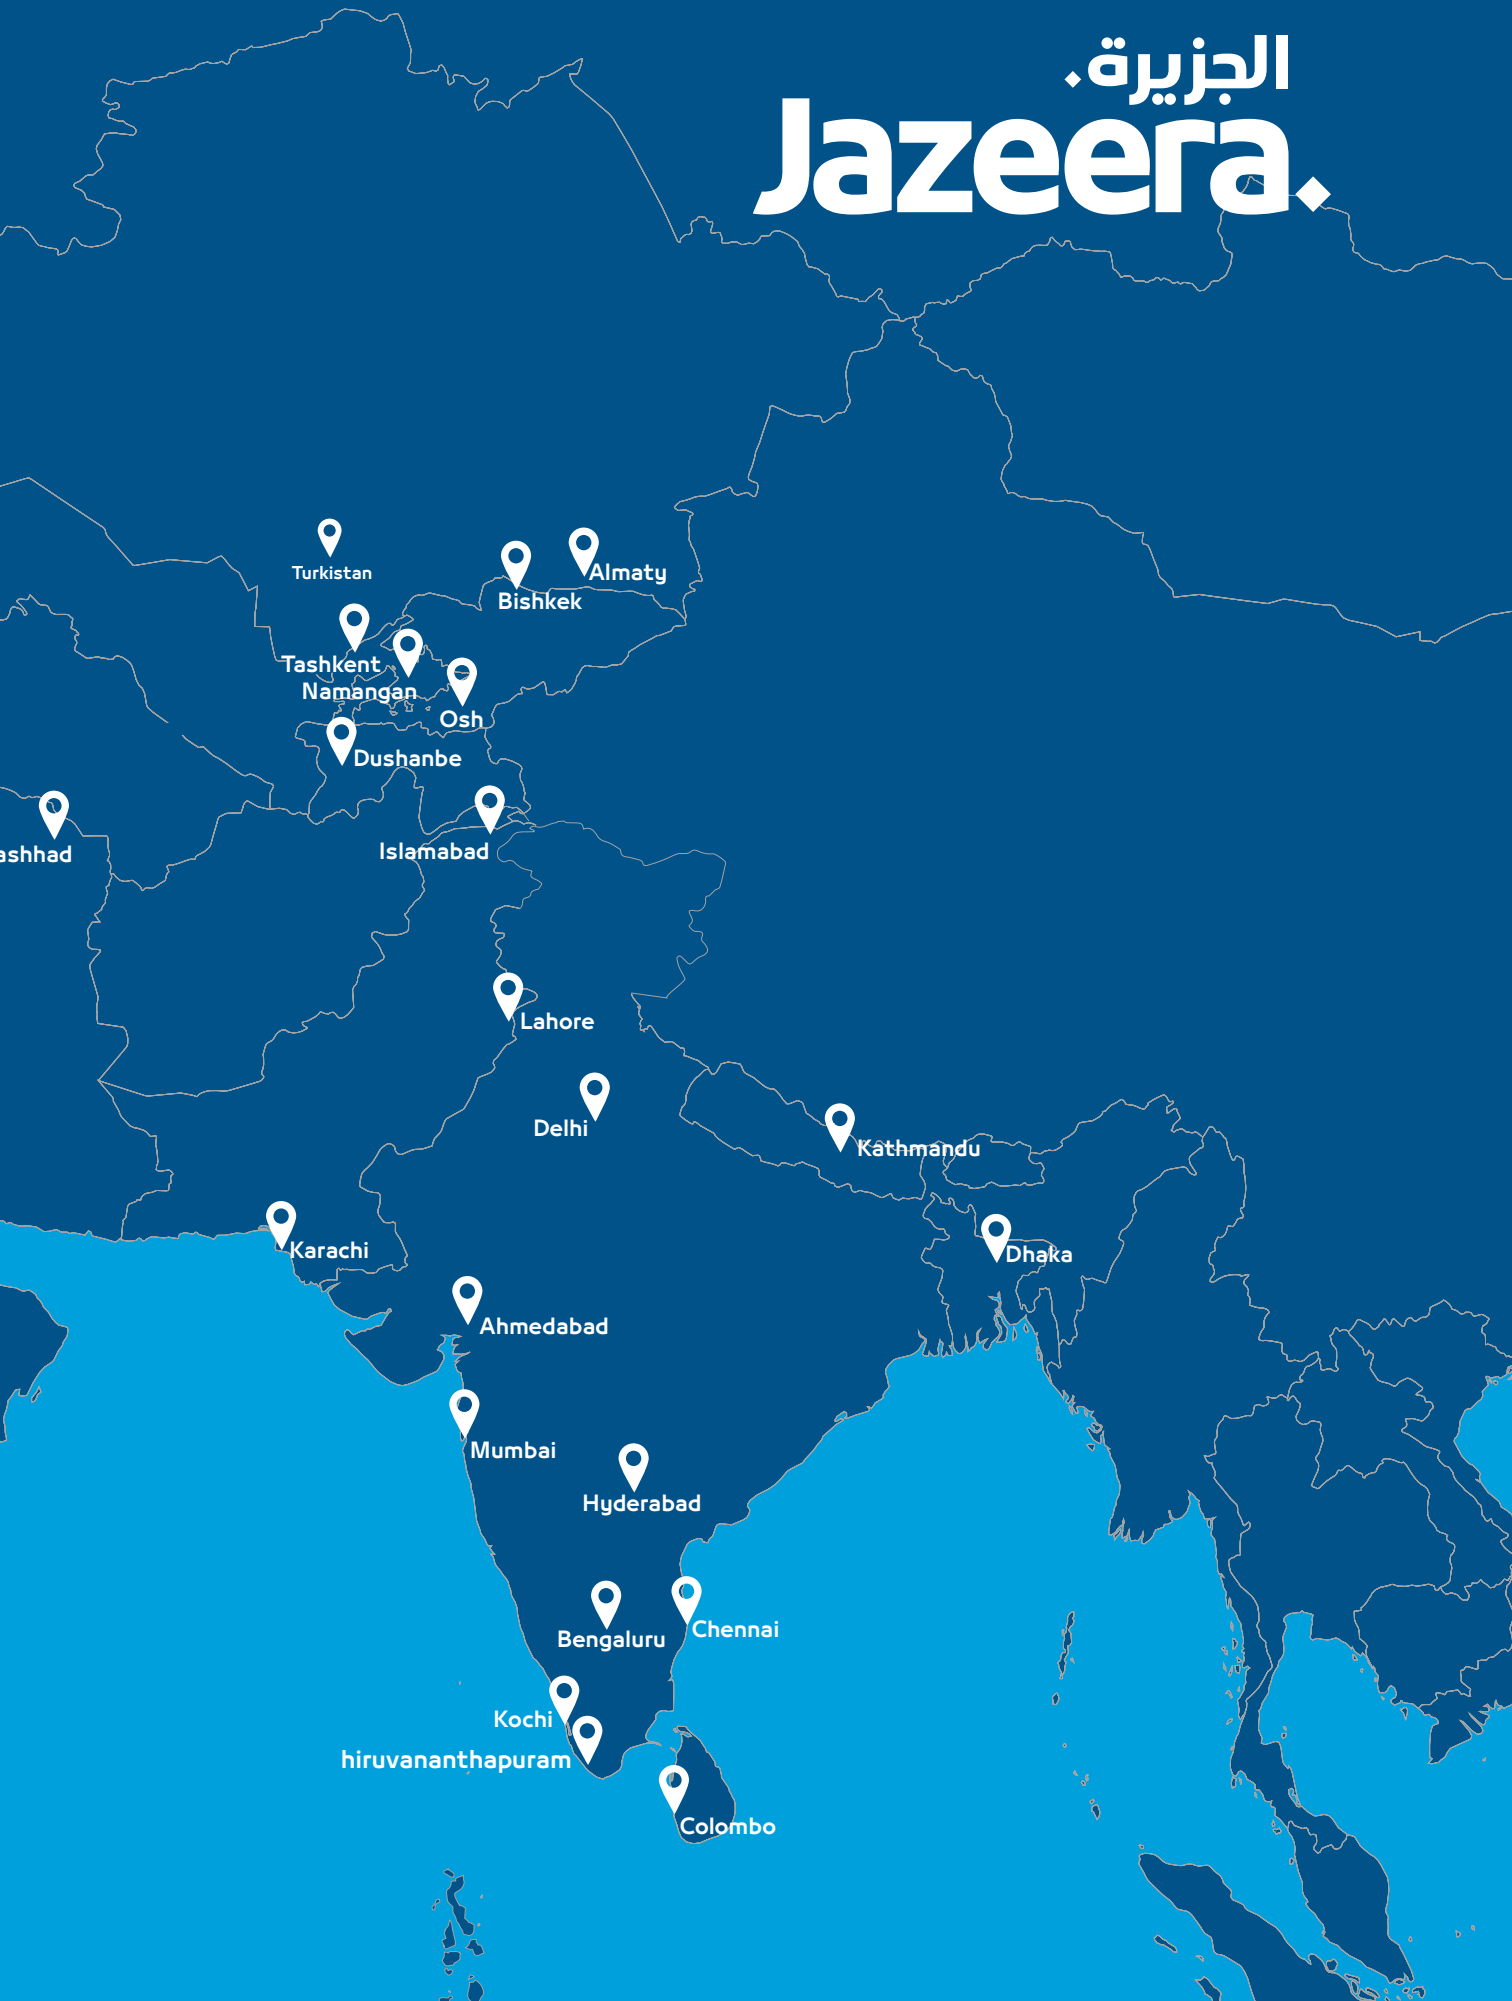 الجزيرة.
Jazeera.
Turkistan
Almaty
Bishkek
Tashkent
Namangan
Osh
Dushanbe
ashhad
Islamabad
Lahore
Delhi
Kathmandu
Karachi
Dhaka
Ahmedabad
Mumbai
Hyderabad
Chennai
Bengaluru
Kochi
hiruvananthapuram
Colombo